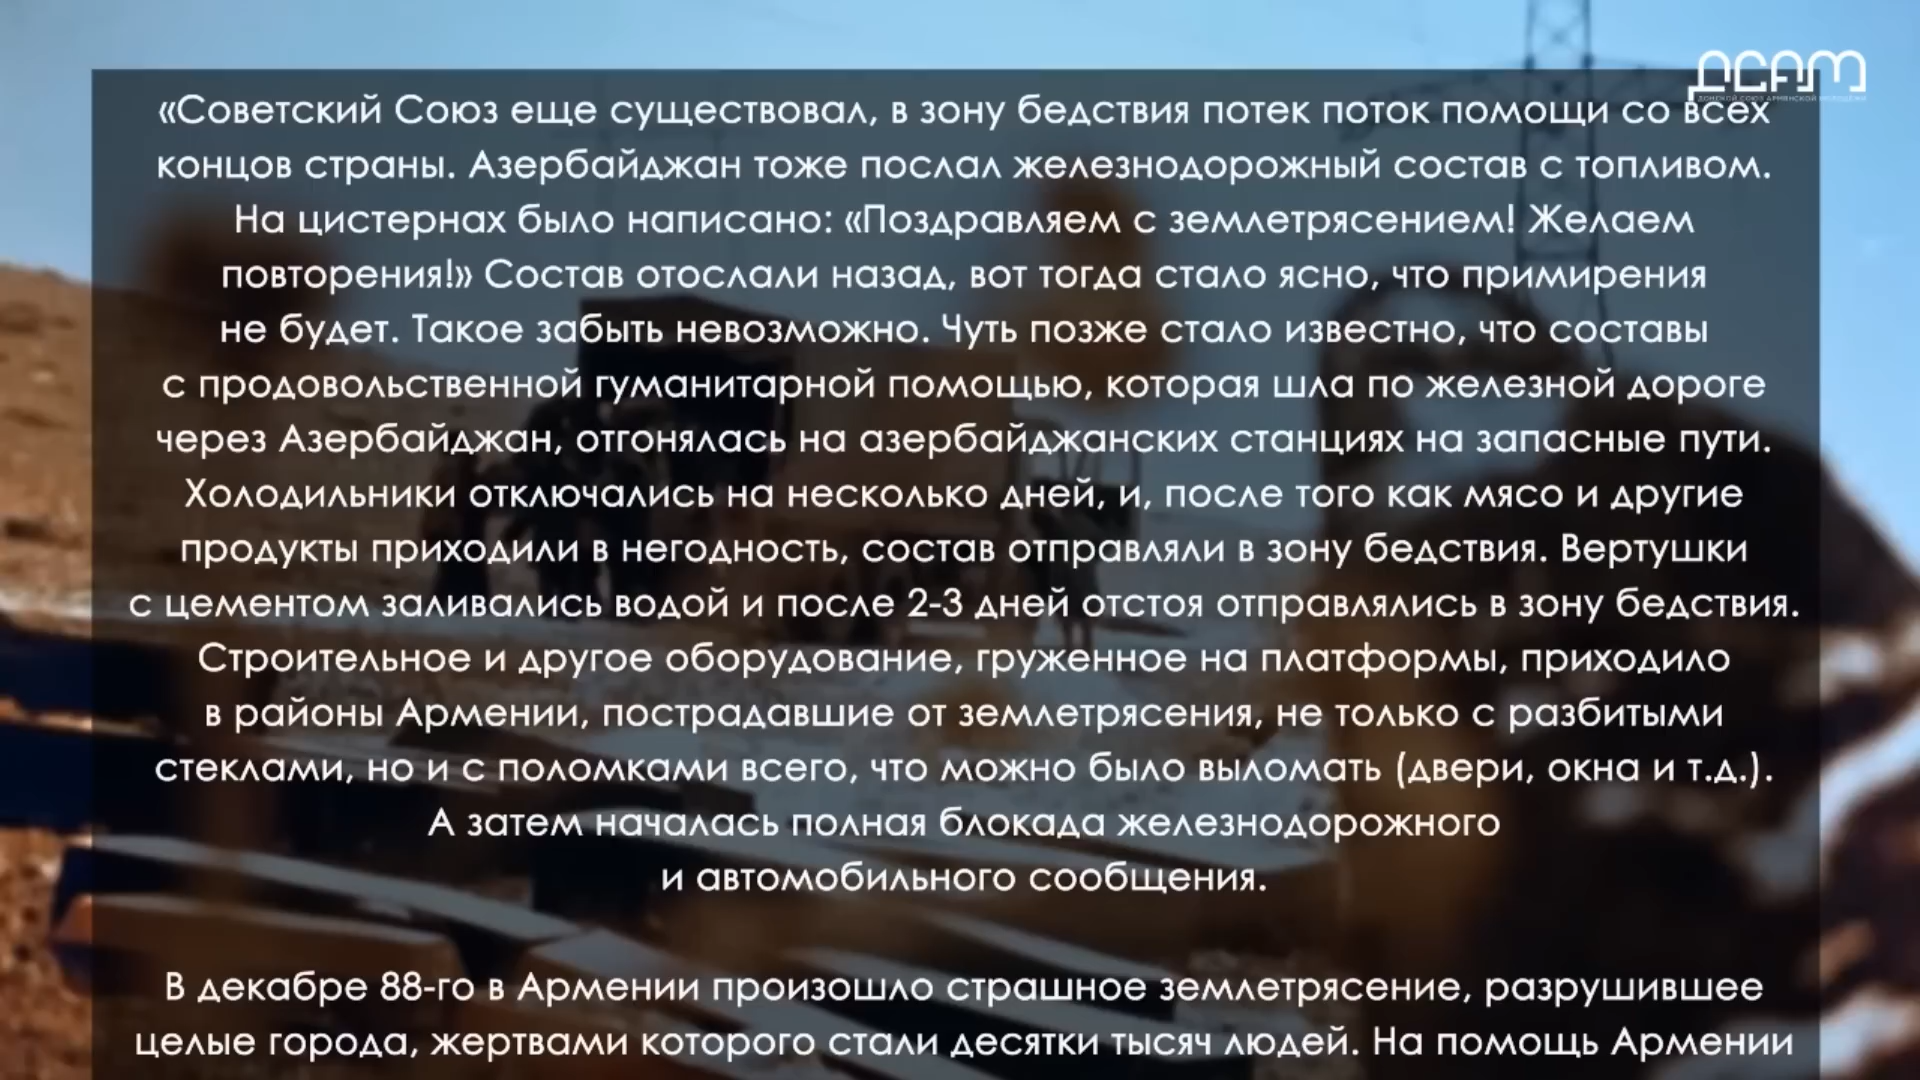 ДСАМ
ДОНСКОЙ СОЮЗ АРМЯНСКОЙ МОЛОДЕЖИ
«Советский Союз еще существовал, в зону бедствия потек поток помощи со всех
концов страны. Азербайджан тоже послал железнодорожный состав с топливом.
На цистернах было написано: «Поздравляем с землетрясением! Желаем
повторения!» Состав отослали назад, вот тогда стало ясно, что примирения
не будет. Такое забыть невозможно. Чуть позже стало известно, что составы
с продовольственной гуманитарной помощью, которая шла по железной дороге
через Азербайджан, отгонялась на азербайджанских станциях на запасные пути.
Холодильники отключались на несколько дней, и, после того как мясо и другие
продукты приходили в негодность, состав отправляли в зону бедствия. Вертушки
с цементом заливались водой и после 2-3 дней отстоя отправлялись в зону бедствия.
Строительное и другое оборудование, груженное на платформы, приходило
в районы Армении, пострадавшие от землетрясения, не только с разбитыми
стеклами, но и с поломками всего, что можно было выломать (двери, окна и т.д.).
А затем началась полная блокада железнодорожного
и автомобильного сообщения.
В декабре 88-го в Армении произошло страшное землетрясение, разрушившее
целые города, жертвами которого стали десятки тысяч людей. На помощь Армении